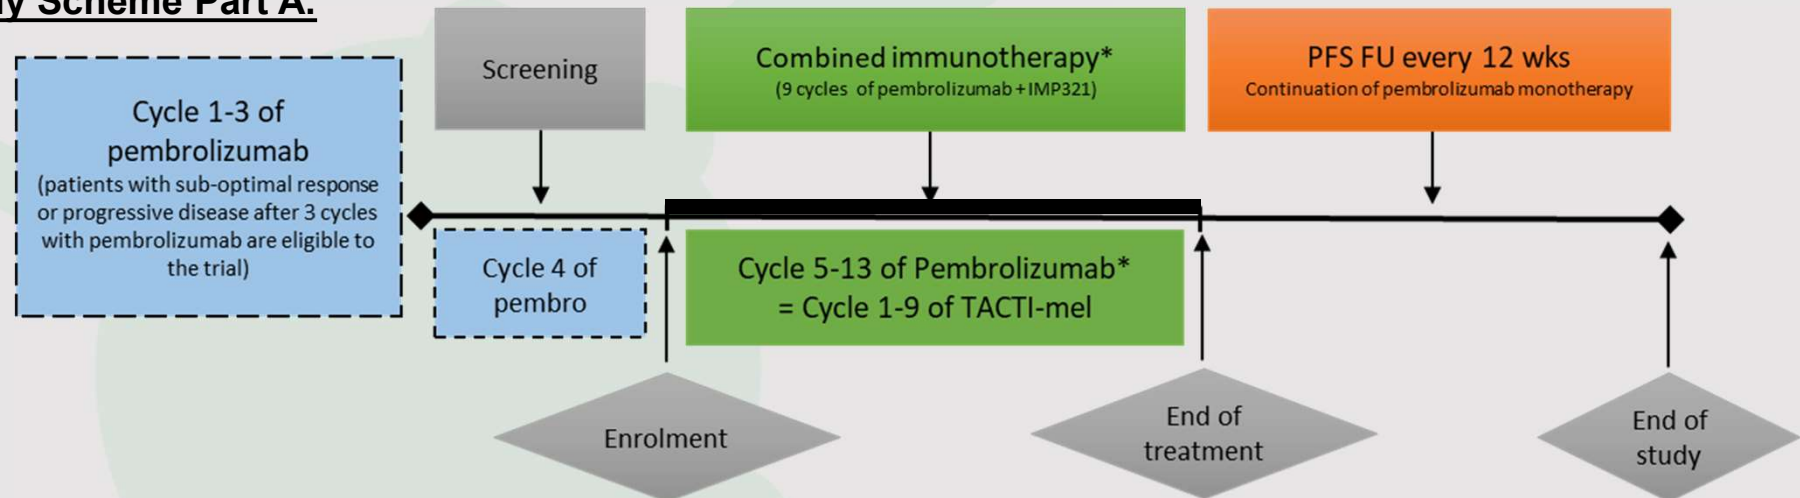 Scheme Part A:
Cycle 1-3 of
pembrolizumab
(patients with sub-optimal response
or progressive disease after 3 cycles
with pembrolizumab are eligible to
the trial)
Screening
Combined immunotherapy*
(9 cycles of pembrolizumab + IMP321)
PFS FU every 12 wks
Continuation of pembrolizumab monotherapy
Cycle 4 of
pembro
Cycle 5-13 of Pembrolizumab*
= Cycle 1-9 of TACTI-mel
Enrolment
End of
treatment
End of
study